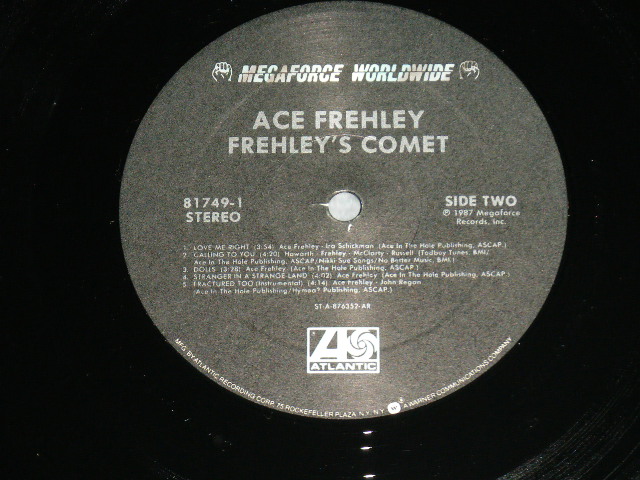 MEGAFORCE WORLDWIDE
ACE FREHLEY
FREHLEY'S COMET
81749-1
STEREO
SIDE TWO
℗ 1987 Megaforce
Records, Inc.
1. LOVE ME RIGHT (3:54) Ace Frehley - Ira Schickman (Ace In The Hole Publishing, ASCAP.)
2. CALLING TO YOU (4:20) Haworth - Frehley - McClarty - Russell (Todboy Tunes, BMI/
Ace In The Hole Publishing, ASCAP/Nikki Sue Songs/No Better Music, BMI.)
3. DOLLS (3:28) Ace Frehley (Ace In The Hole Publishing, ASCAP.)
4. STRANGER IN A STRANGE LAND (4:02) Ace Frehley (Ace In The Hole Publishing, ASCAP.)
5. FRACTURED TOO (Instrumental) (4:14) Ace Frehley - John Regan
(Ace In The Hole Publishing/Hymea? Publishing, ASCAP.)
ST-A-876352-AR
ATLANTIC
MFG. BY ATLANTIC RECORDING CORP. 75 ROCKEFELLER PLAZA, N.Y. N.Y. A WARNER COMMUNICATIONS COMPANY